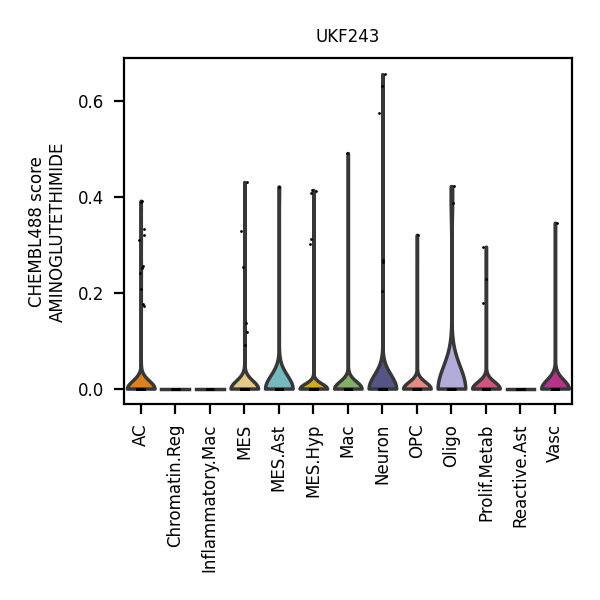 UKF243
CHEMBL488 score
AMINOGLUTETHIMIDE
0.6
0.4
0.2
0.0
AC
Chromatin.Reg
Inflammatory.Mac
MES
MES.Ast
MES.Hyp
Mac
Neuron
OPC
Oligo
Prolif.Metab
Reactive.Ast
Vasc